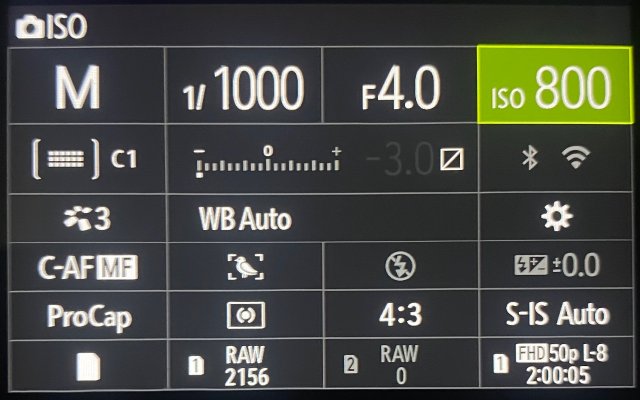 ISO
M 1/1000 F4.0 ISO 800
C1 − 0 + -3.0
3 WB Auto
C-AF MF ±0.0
ProCap 4:3 S-IS Auto
1 RAW 2 RAW 1 FHD 50p L-8
2156 0 2:00:05